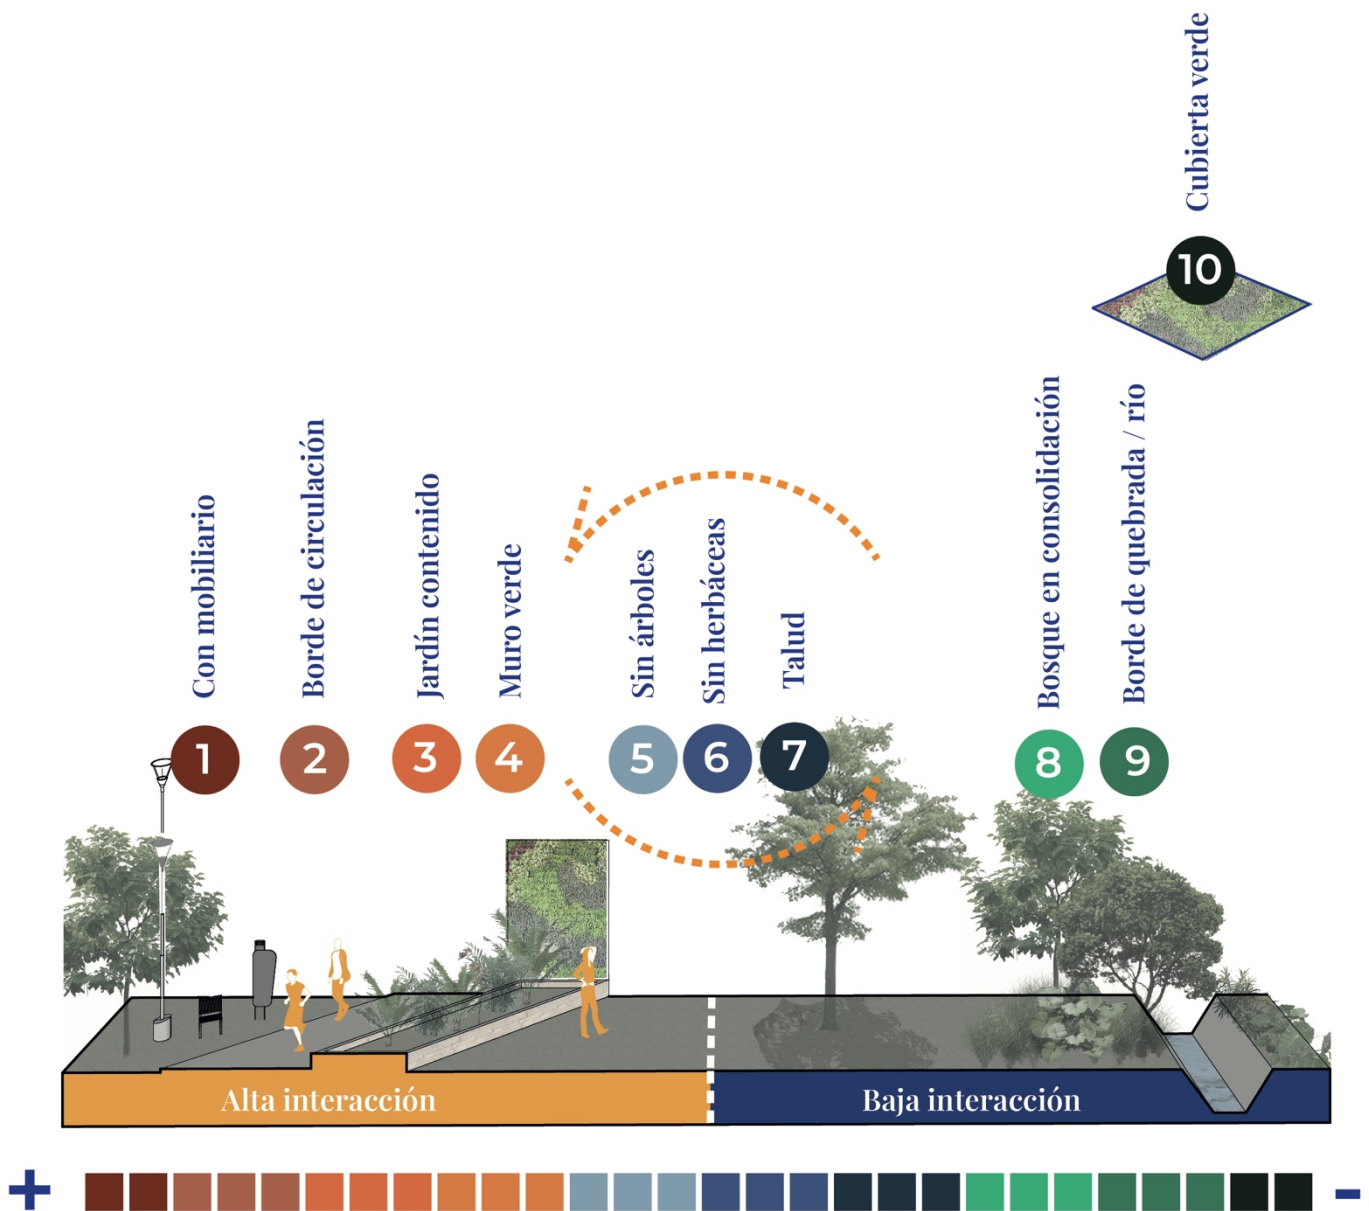 Cubierta verde
10
Con mobiliario
Borde de circulación
Jardín contenido
Muro verde
Sin árboles
Sin herbáceas
Talud
Bosque en consolidación
Borde de quebrada / río
1
2
3
4
5
6
7
8
9
Alta interacción
Baja interacción
+
-